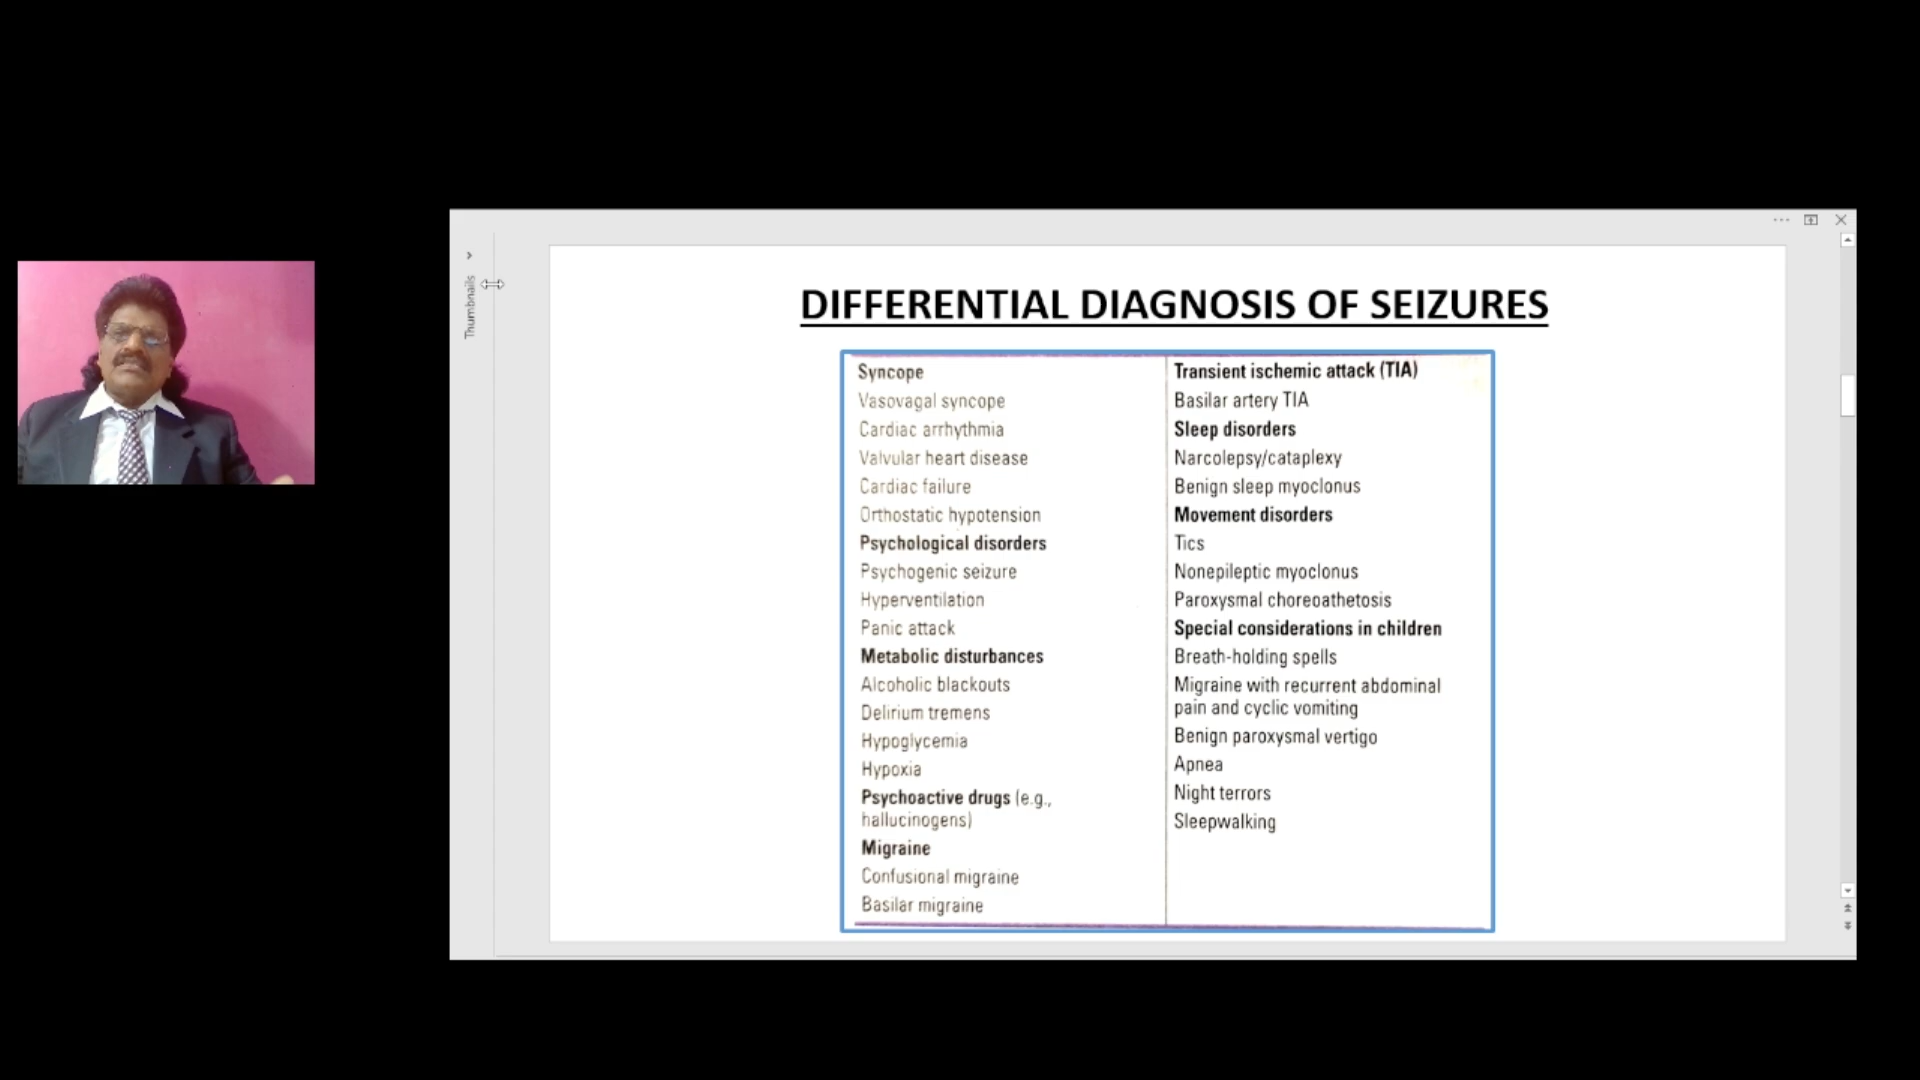 Thumbnails
DIFFERENTIAL DIAGNOSIS OF SEIZURES
Syncope
Vasovagal syncope
Cardiac arrhythmia
Valvular heart disease
Cardiac failure
Orthostatic hypotension
Psychological disorders
Psychogenic seizure
Hyperventilation
Panic attack
Metabolic disturbances
Alcoholic blackouts
Delirium tremens
Hypoglycemia
Hypoxia
Psychoactive drugs (e.g.,
hallucinogens)
Migraine
Confusional migraine
Basilar migraine
Transient ischemic attack (TIA)
Basilar artery TIA
Sleep disorders
Narcolepsy/cataplexy
Benign sleep myoclonus
Movement disorders
Tics
Nonepileptic myoclonus
Paroxysmal choreoathetosis
Special considerations in children
Breath-holding spells
Migraine with recurrent abdominal
pain and cyclic vomiting
Benign paroxysmal vertigo
Apnea
Night terrors
Sleepwalking